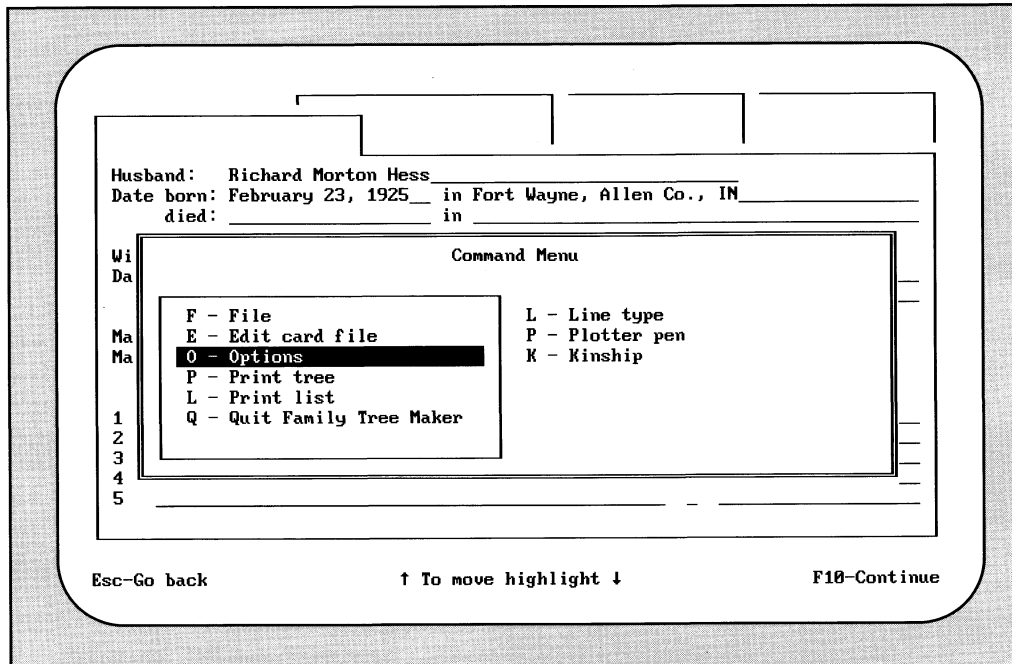 Husband: Richard Morton Hess
Date born: February 23, 1925 in Fort Wayne, Allen Co., IN
died: in
Wi
Da
Command Menu
F - File
E - Edit card file
O - Options
P - Print tree
L - Print list
Q - Quit Family Tree Maker
L - Line type
P - Plotter pen
K - Kinship
Ma
Ma
1
2
3
4
5
Esc-Go back
↑ To move highlight ↓
F10-Continue